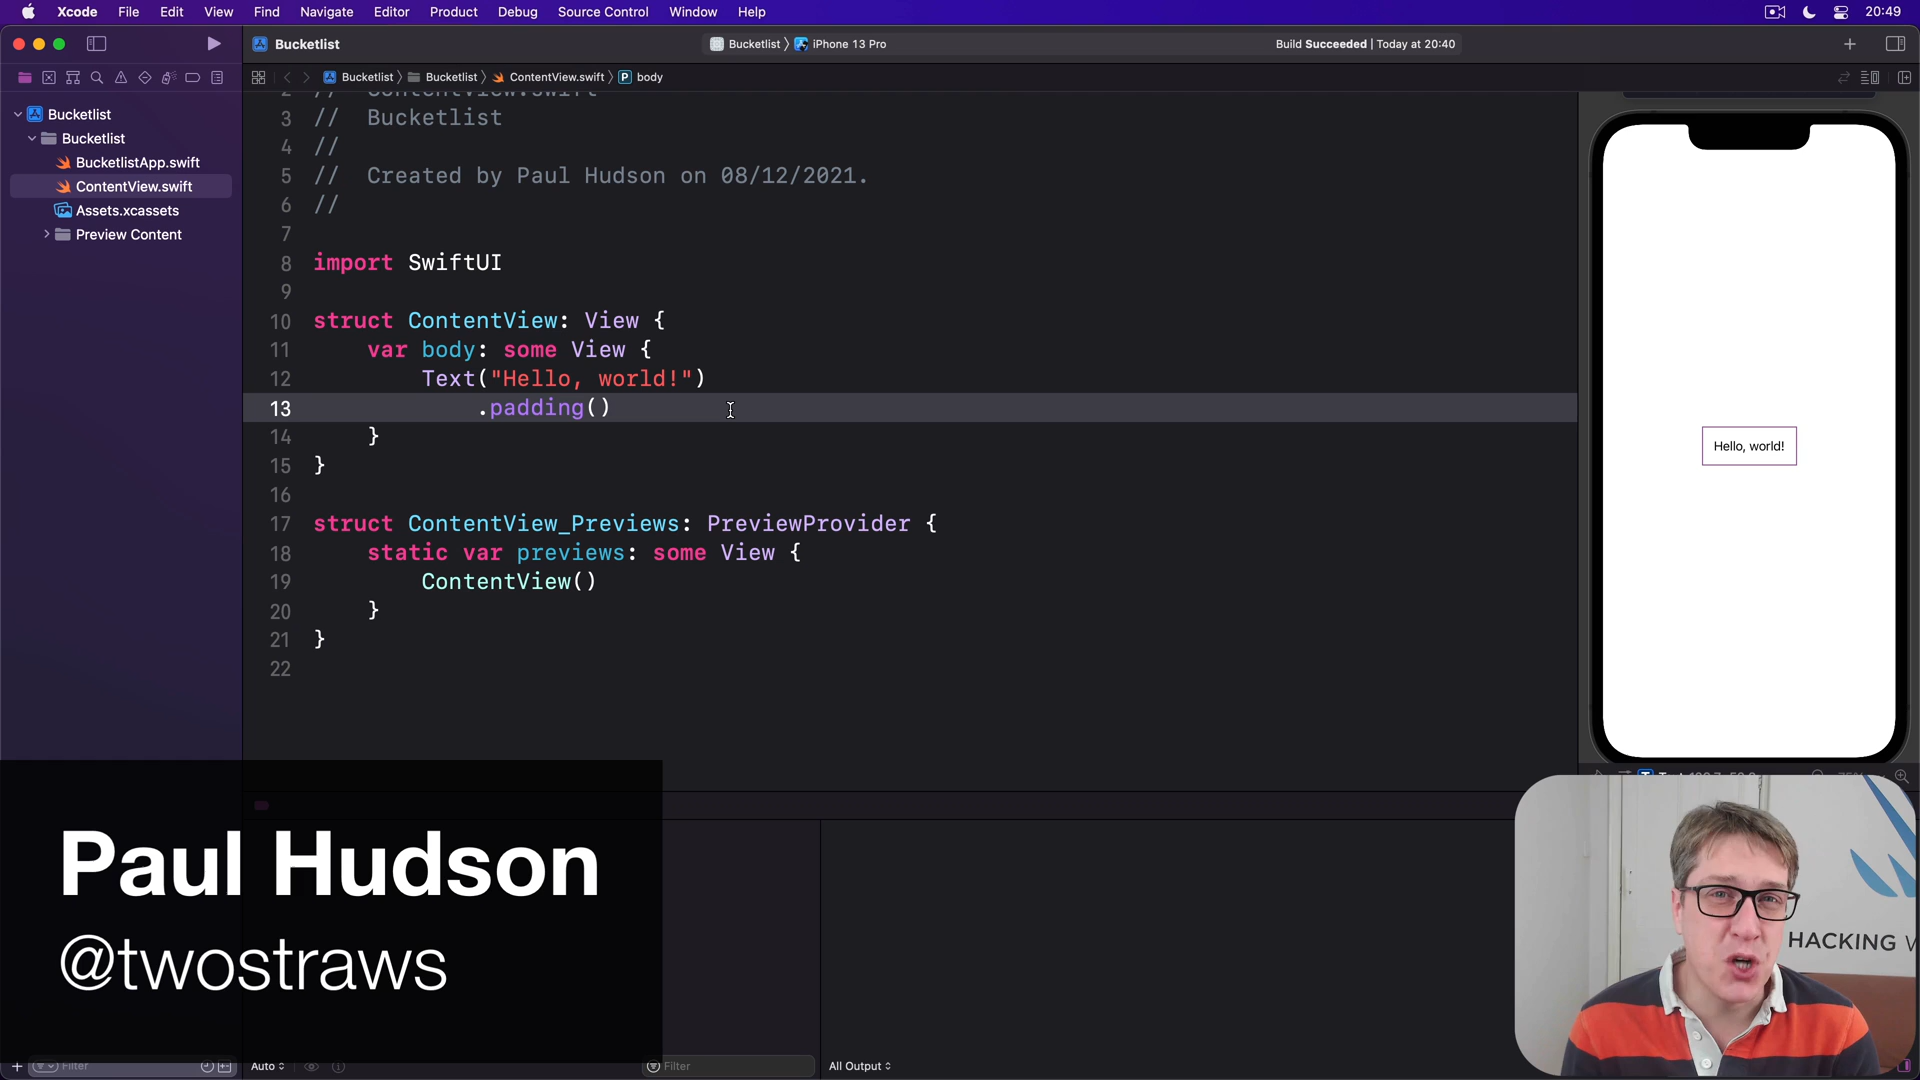 Xcode File Edit View Find Navigate Editor Product Debug Source Control Window Help 20:49
Bucketlist Bucketlist iPhone 13 Pro Build Succeeded | Today at 20:40
Bucketlist Bucketlist ContentView.swift P body
Bucketlist
Bucketlist
BucketlistApp.swift
ContentView.swift
Assets.xcassets
Preview Content
2 // ContentView.swift
3 // Bucketlist
4 //
5 // Created by Paul Hudson on 08/12/2021.
6 //
7
8 import SwiftUI
9
10 struct ContentView: View {
11 var body: some View {
12 Text("Hello, world!")
13 .padding()
14 }
15 }
16
17 struct ContentView_Previews: PreviewProvider {
18 static var previews: some View {
19 ContentView()
20 }
21 }
22
Hello, world!
Paul Hudson
@twostraws
HACKING W
Filter
Auto
Filter
All Output